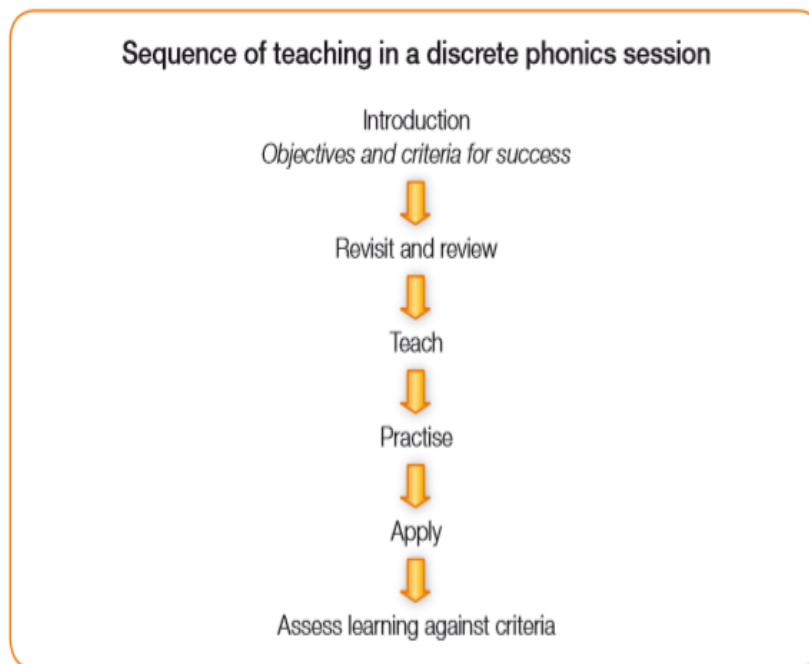 Sequence of teaching in a discrete phonics session
Introduction
Objectives and criteria for success
Revisit and review
Teach
Practise
Apply
Assess learning against criteria